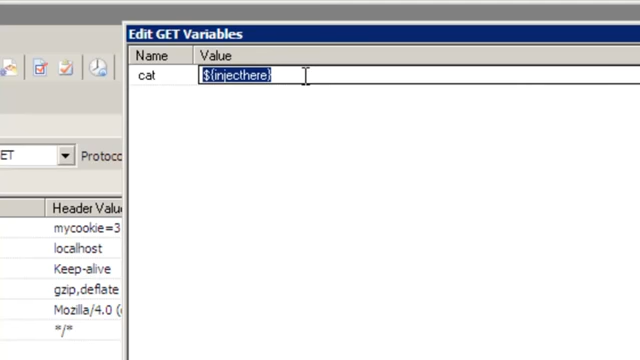 Edit GET Variables
Name Value
cat ${injecthere}
ET Protoco
Header Value
mycookie=3
localhost
Keep-alive
gzip,deflate
Mozilla/4.0 (
*/*